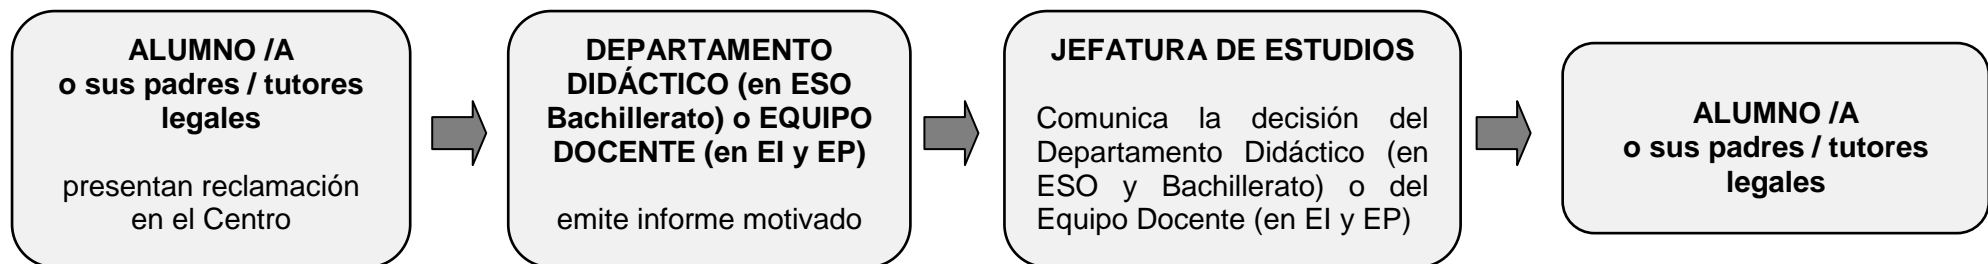 ALUMNO /A
o sus padres / tutores
legales
presentan reclamación
en el Centro
DEPARTAMENTO
DIDÁCTICO (en ESO
Bachillerato) o EQUIPO
DOCENTE (en EI y EP)
emite informe motivado
JEFATURA DE ESTUDIOS
Comunica la decisión del
Departamento Didáctico (en
ESO y Bachillerato) o del
Equipo Docente (en EI y EP)
ALUMNO /A
o sus padres / tutores
legales